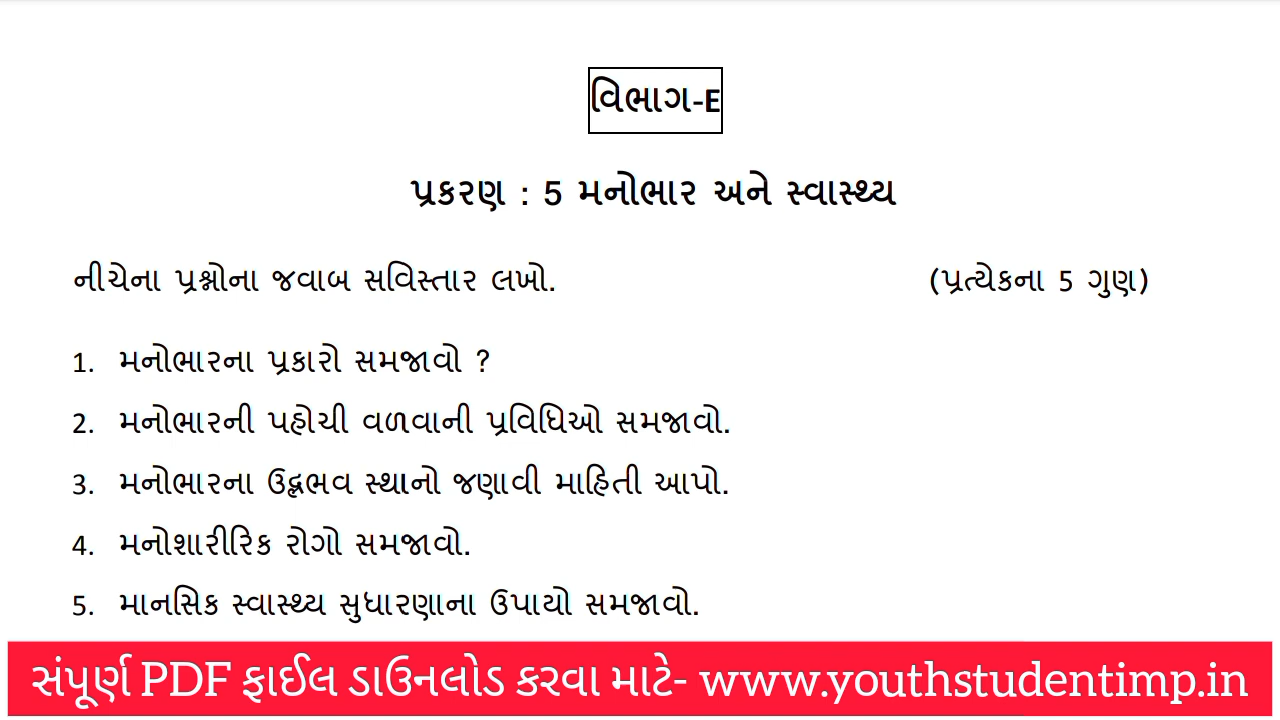 વિભાગ-E
પ્રકરણ : 5 મનોભાર અને સ્વાસ્થ્ય
નીચેના પ્રશ્નોના જવાબ સવિસ્તાર લખો. (પ્રત્યેકના 5 ગુણ)
1. મનોભારના પ્રકારો સમજાવો ?
2. મનોભારની પહોચી વળવાની પ્રવિધિઓ સમજાવો.
3. મનોભારના ઉદ્ભભવ સ્થાનો જણાવી માહિતી આપો.
4. મનોશારીરિક રોગો સમજાવો.
5. માનસિક સ્વાસ્થ્ય સુધારણાના ઉપાયો સમજાવો.
સંપૂર્ણ PDF ફાઈલ ડાઉનલોડ કરવા માટે- www.youthstudentimp.in